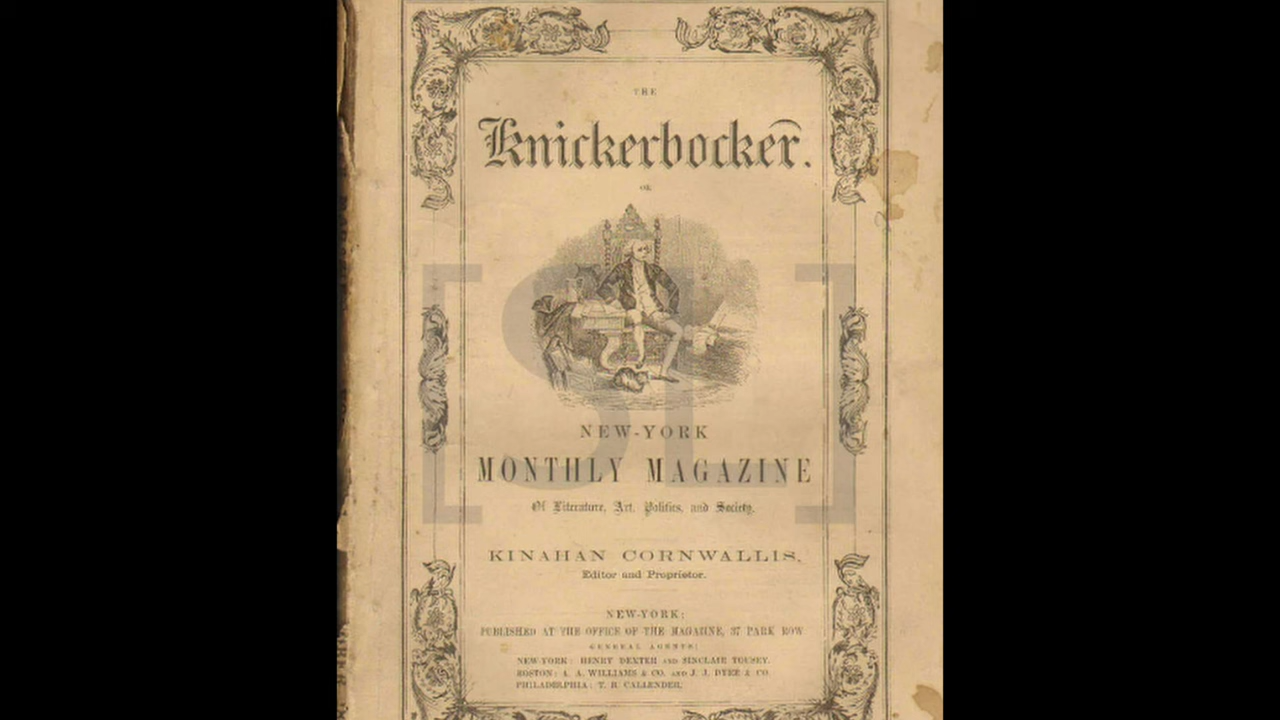 THE
Knickerbocker.
OR
[SL]
NEW-YORK
MONTHLY MAGAZINE
Of Literature, Art, Politics, and Society.
KINAHAN CORNWALLIS,
Editor and Proprietor.
NEW-YORK:
PUBLISHED AT THE OFFICE OF THE MAGAZINE, 37 PARK ROW
GENERAL AGENTS:
NEW-YORK: HENRY DEXTER AND SINCLAIR TOUSEY.
BOSTON: A. A. WILLIAMS & CO. AND J. J. DYER & CO.
PHILADELPHIA: T. R. CALLENDER.